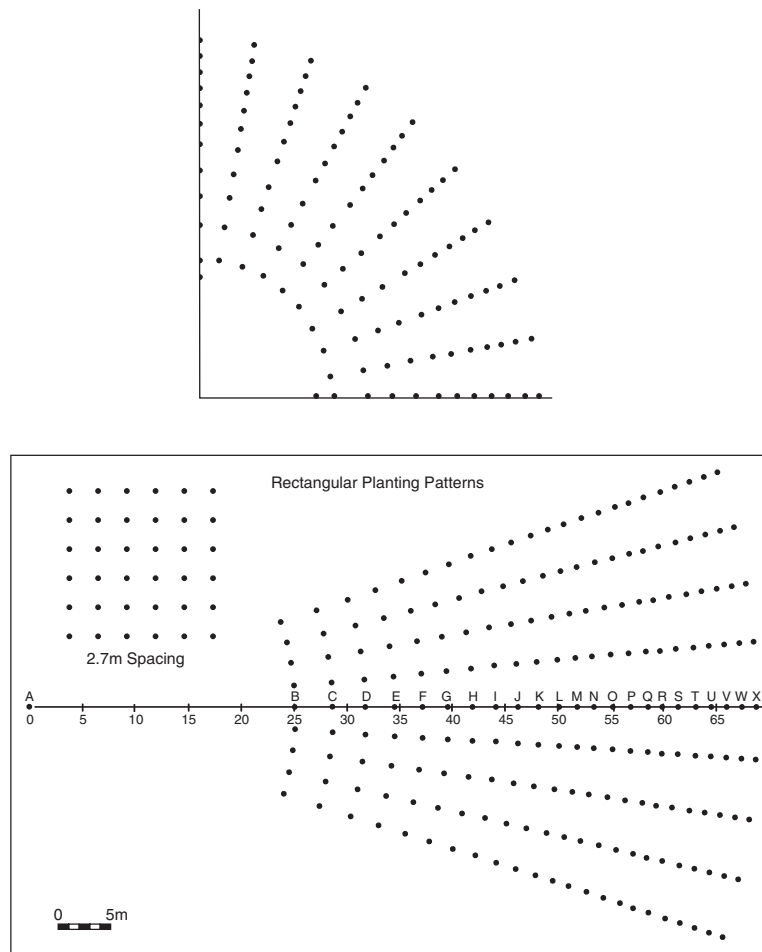 Rectangular Planting Patterns
2.7m Spacing
A B C D E F G H I J K L M N O P Q R S T U V W X
0 5 10 15 20 25 30 35 40 45 50 55 60 65
0 5m